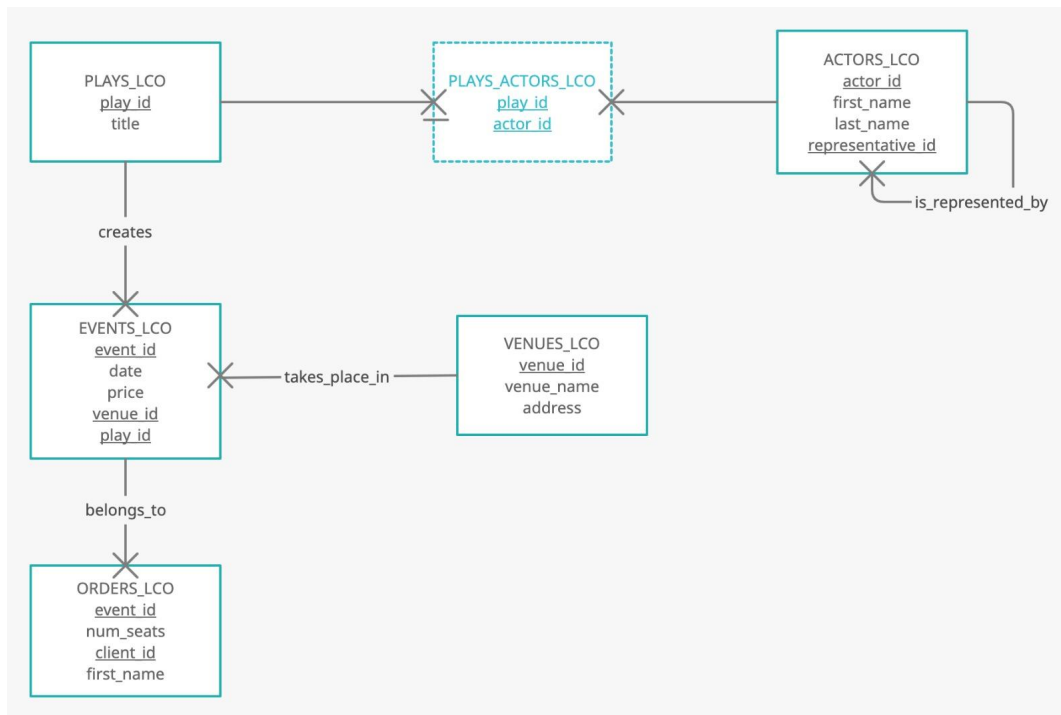 PLAYS_LCO
play_id
title
PLAYS_ACTORS_LCO
play_id
actor_id
ACTORS_LCO
actor_id
first_name
last_name
representative_id
is_represented_by
creates
EVENTS_LCO
event_id
date
price
venue_id
play_id
takes_place_in
VENUES_LCO
venue_id
venue_name
address
belongs_to
ORDERS_LCO
event_id
num_seats
client_id
first_name